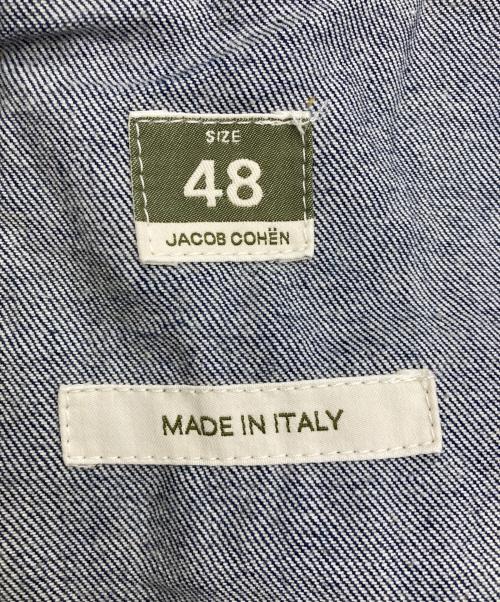 SIZE
48
JACOB COHËN
MADE IN ITALY